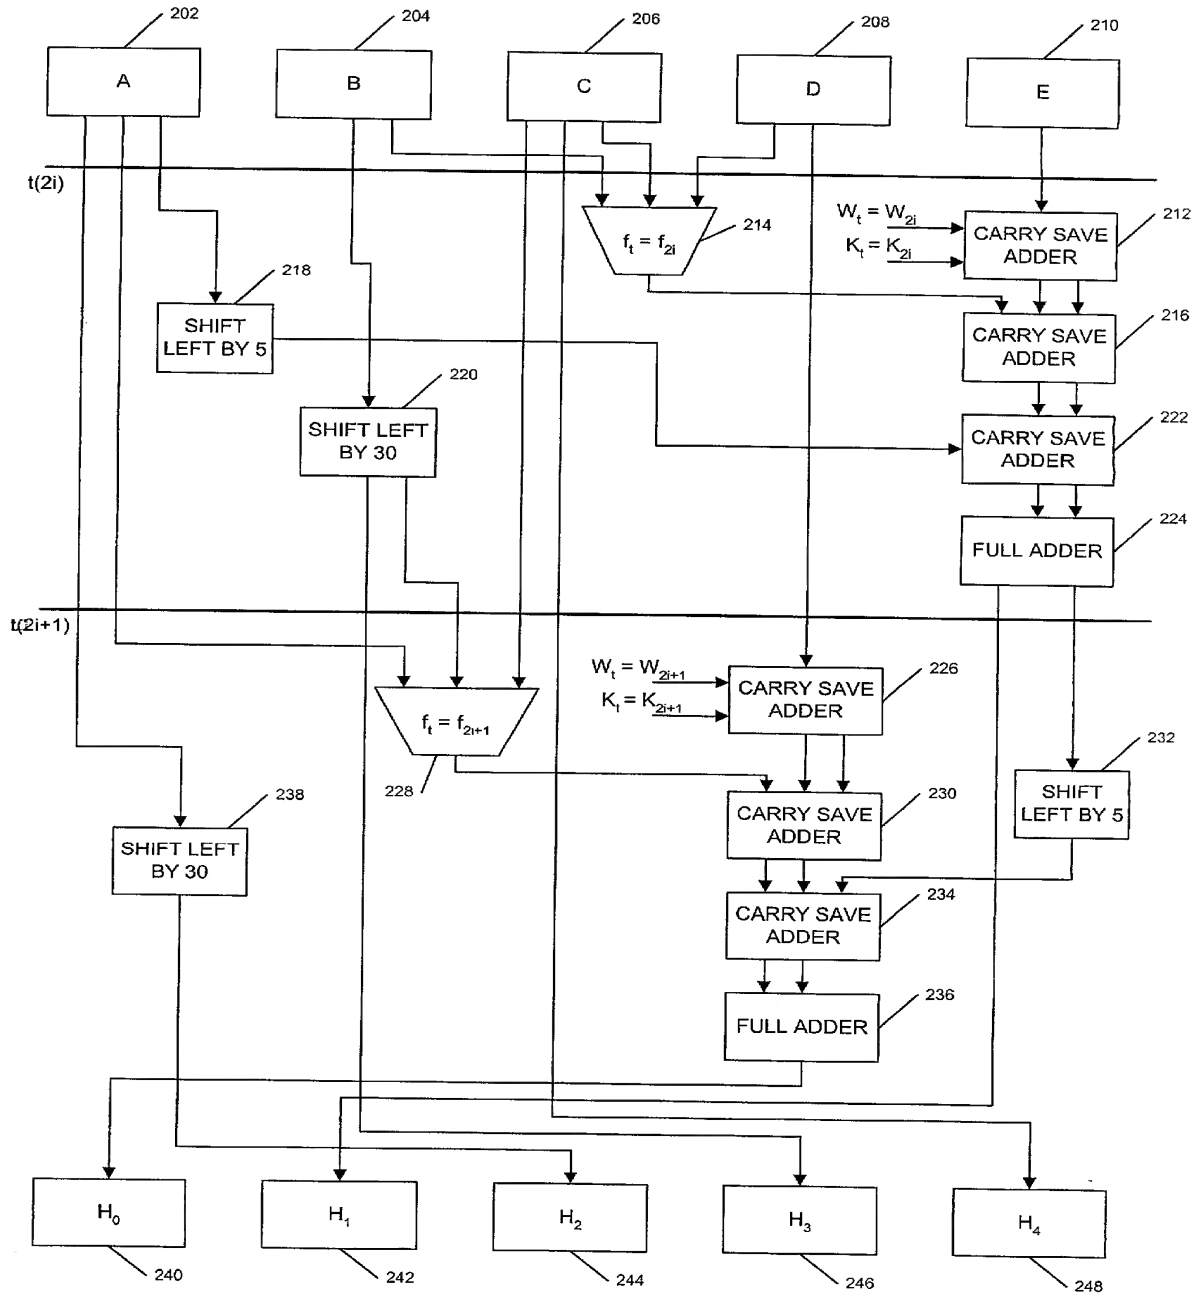 202
204
206
208
210
A
B
C
D
E
t(2i)
W_t = W_2i
K_t = K_2i
CARRY SAVE
ADDER
212
f_t = f_2i
214
218
SHIFT
LEFT BY 5
CARRY SAVE
ADDER
216
220
SHIFT LEFT
BY 30
CARRY SAVE
ADDER
222
FULL ADDER
224
t(2i+1)
W_t = W_2i+1
K_t = K_2i+1
CARRY SAVE
ADDER
226
f_t = f_2i+1
228
232
SHIFT
LEFT BY 5
238
SHIFT LEFT
BY 30
CARRY SAVE
ADDER
230
CARRY SAVE
ADDER
234
FULL ADDER
236
H_0
H_1
H_2
H_3
H_4
240
242
244
246
248